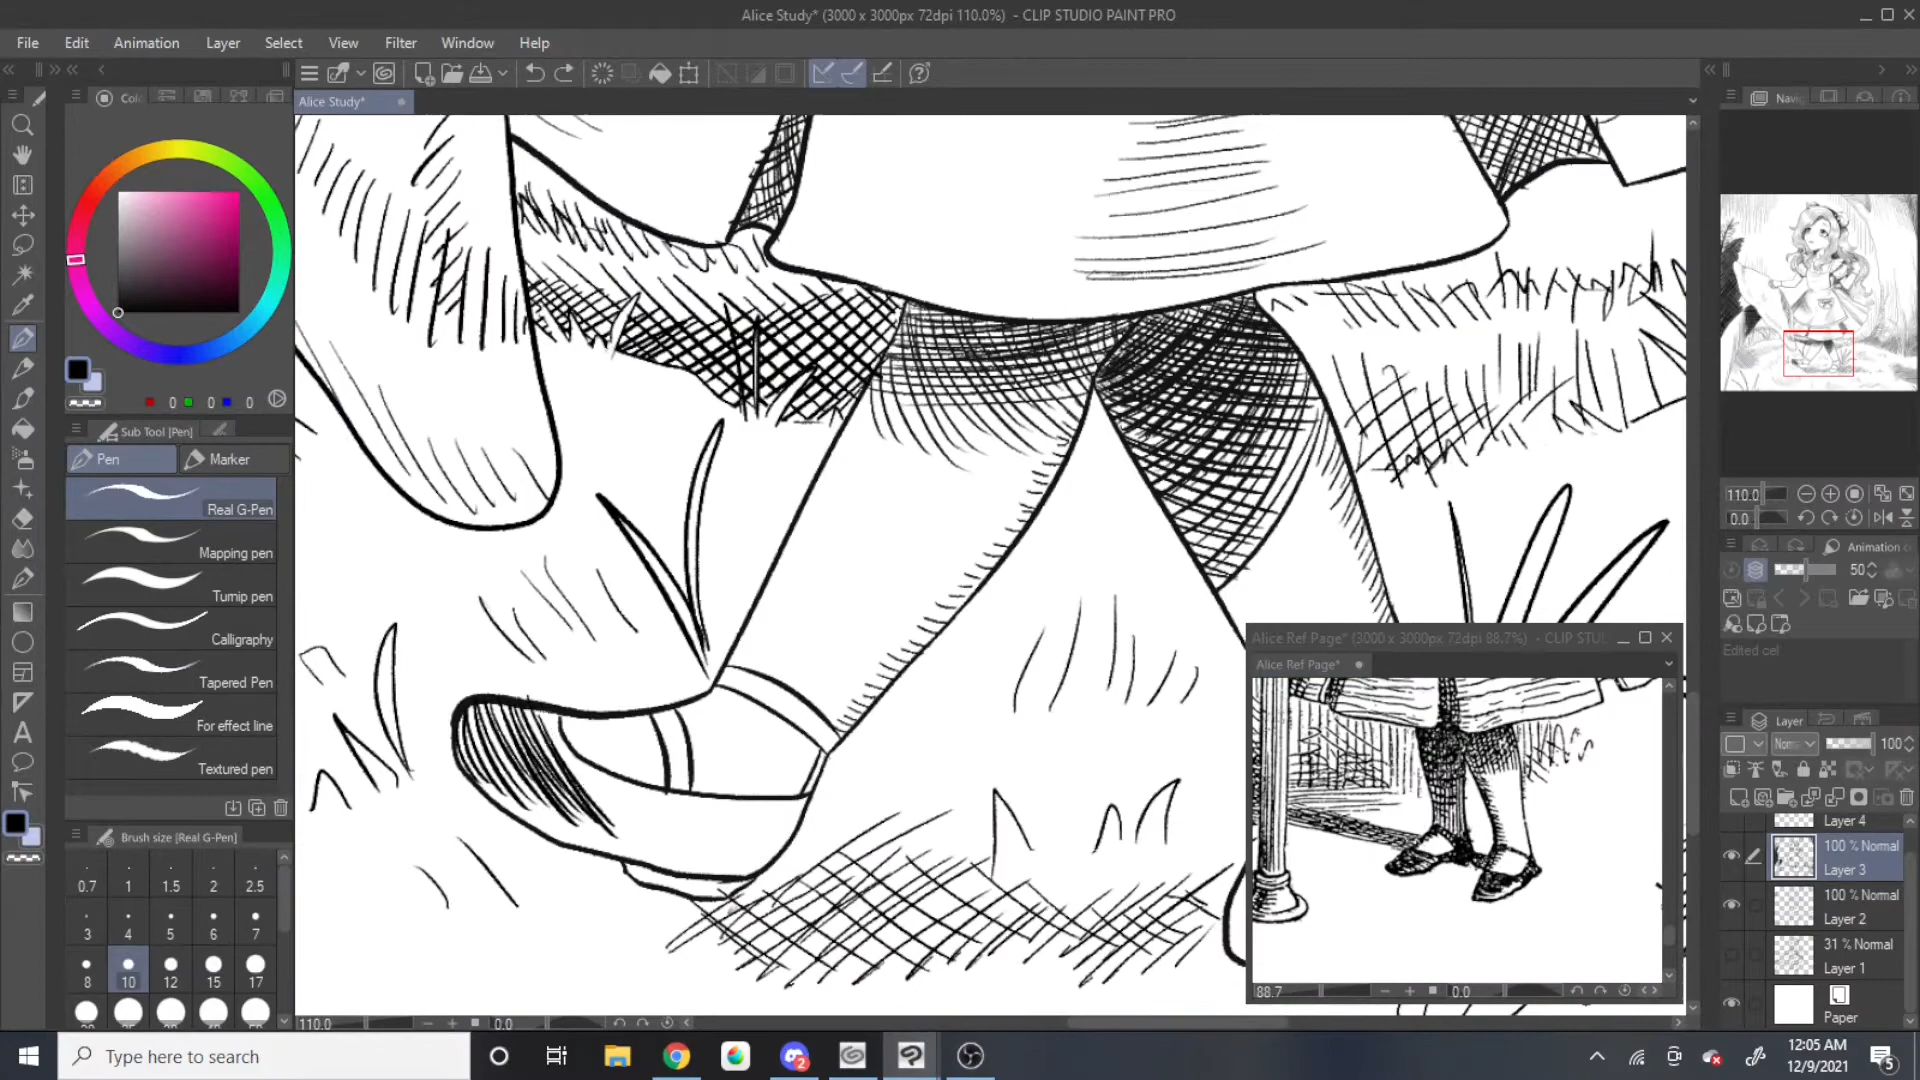 Alice Study* (3000 x 3000px 72dpi 110.0%) - CLIP STUDIO PAINT PRO
File Edit Animation Layer Select View Filter Window Help
Alice Study*
0 0 0
Sub Tool [Pen]
Pen Marker
Real G-Pen
Mapping pen
Turnip pen
Calligraphy
Tapered Pen
For effect line
Textured pen
Brush size [Real G-Pen]
0.7 1 1.5 2 2.5
3 4 5 6 7
8 10 12 15 17
110.0 0.0
110.0
0.0
Animation
50
Edited cel
Layer
100
Layer 4
100 % Normal
Layer 3
100 % Normal
Layer 2
31 % Normal
Layer 1
Paper
Alice Ref Page* (3000 x 3000px 72dpi 88.7%) - CLIP
Alice Ref Page*
88.7 0.0
Type here to search
2
12:05 AM
12/9/2021
5